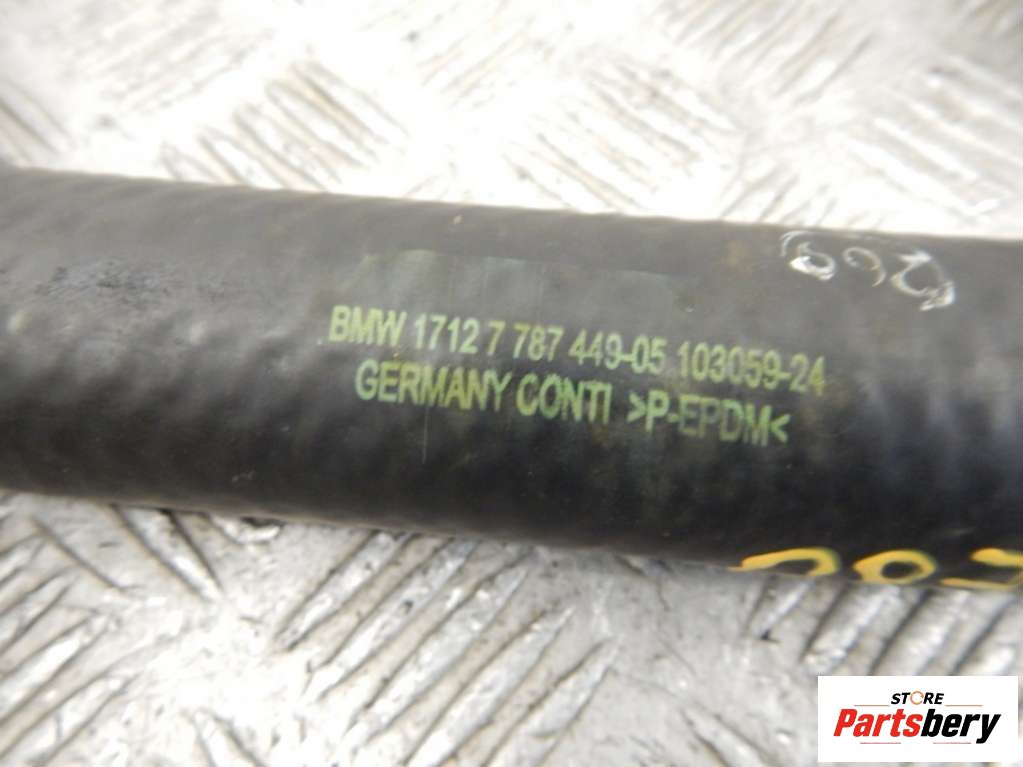 BMW 1712 7 787 449-05 103059-24
GERMANY CONTI >P-EPDM<
STORE
Partsbery